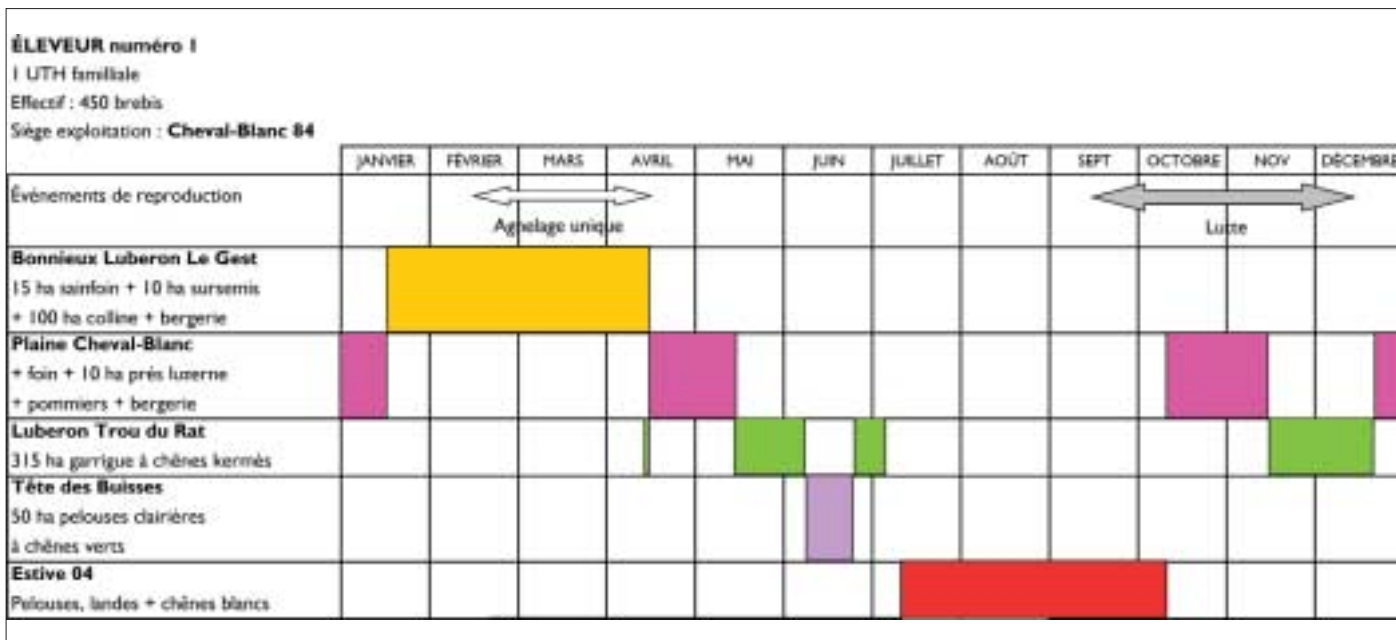 ÉLEVEUR numéro 1
1 UTH familiale
Effectif : 450 brebis
Siège exploitation : Cheval-Blanc 84
JANVIER FÉVRIER MARS AVRIL MAI JUIN JUILLET AOÛT SEPT OCTOBRE NOV DÉCEMBRE
Événements de reproduction
Agnelage unique Lutte
Bonnieux Luberon Le Gest
15 ha sainfoin + 10 ha sursemis
+ 100 ha colline + bergerie
Plaine Cheval-Blanc
+ foin + 10 ha prés luzerne
+ pommiers + bergerie
Luberon Trou du Rat
315 ha garrigue à chênes kermès
Tête des Buisses
50 ha pelouses clairières
à chênes verts
Estive 04
Pelouses, landes + chênes blancs